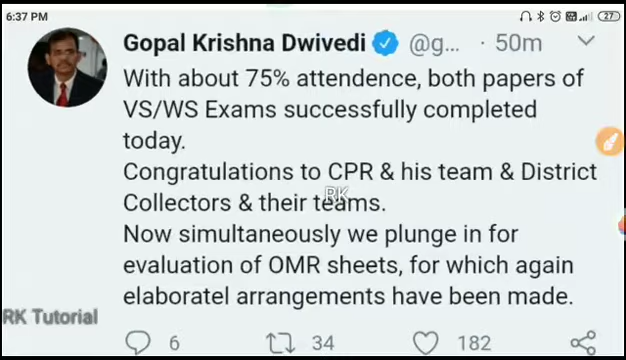 6:37 PM
27
Gopal Krishna Dwivedi @g... · 50m
With about 75% attendence, both papers of
VS/WS Exams successfully completed
today.
Congratulations to CPR & his team & District
Collectors & their teams.
RK
Now simultaneously we plunge in for
evaluation of OMR sheets, for which again
elaboratel arrangements have been made.
RK Tutorial
6 34 182